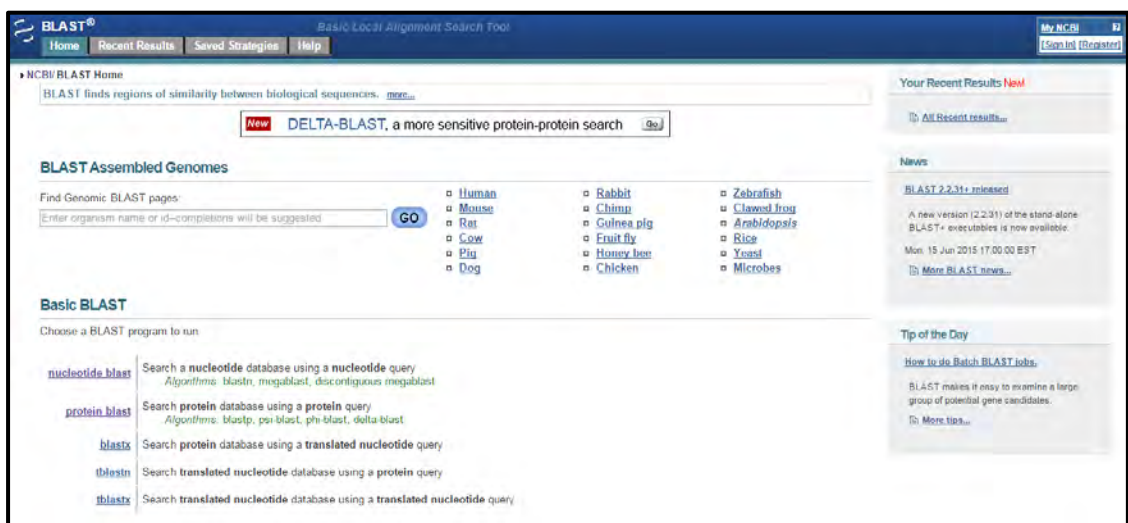 BLAST®
Basic Local Alignment Search Tool
My NCBI
Home Recent Results Saved Strategies Help
[Sign In] [Register]
NCBI/ BLAST Home
BLAST finds regions of similarity between biological sequences. more...
New DELTA-BLAST, a more sensitive protein-protein search Go
BLAST Assembled Genomes
Find Genomic BLAST pages:
Enter organism name or id--completions will be suggested GO
Human
Mouse
Rat
Cow
Pig
Dog
Rabbit
Chimp
Guinea pig
Fruit fly
Honey bee
Chicken
Zebrafish
Clawed frog
Arabidopsis
Rice
Yeast
Microbes
Basic BLAST
Choose a BLAST program to run.
nucleotide blast Search a nucleotide database using a nucleotide query
Algorithms: blastn, megablast, discontiguous megablast
protein blast Search protein database using a protein query
Algorithms: blastp, psi-blast, phi-blast, delta-blast
blastx Search protein database using a translated nucleotide query
tblastn Search translated nucleotide database using a protein query
tblastx Search translated nucleotide database using a translated nucleotide query
Your Recent Results New!
All Recent results...
News
BLAST 2.2.31+ released
A new version (2.2.31) of the stand-alone
BLAST+ executables is now available.
Mon, 15 Jun 2015 17:00:00 EST
More BLAST news...
Tip of the Day
How to do Batch BLAST jobs.
BLAST makes it easy to examine a large
group of potential gene candidates.
More tips...